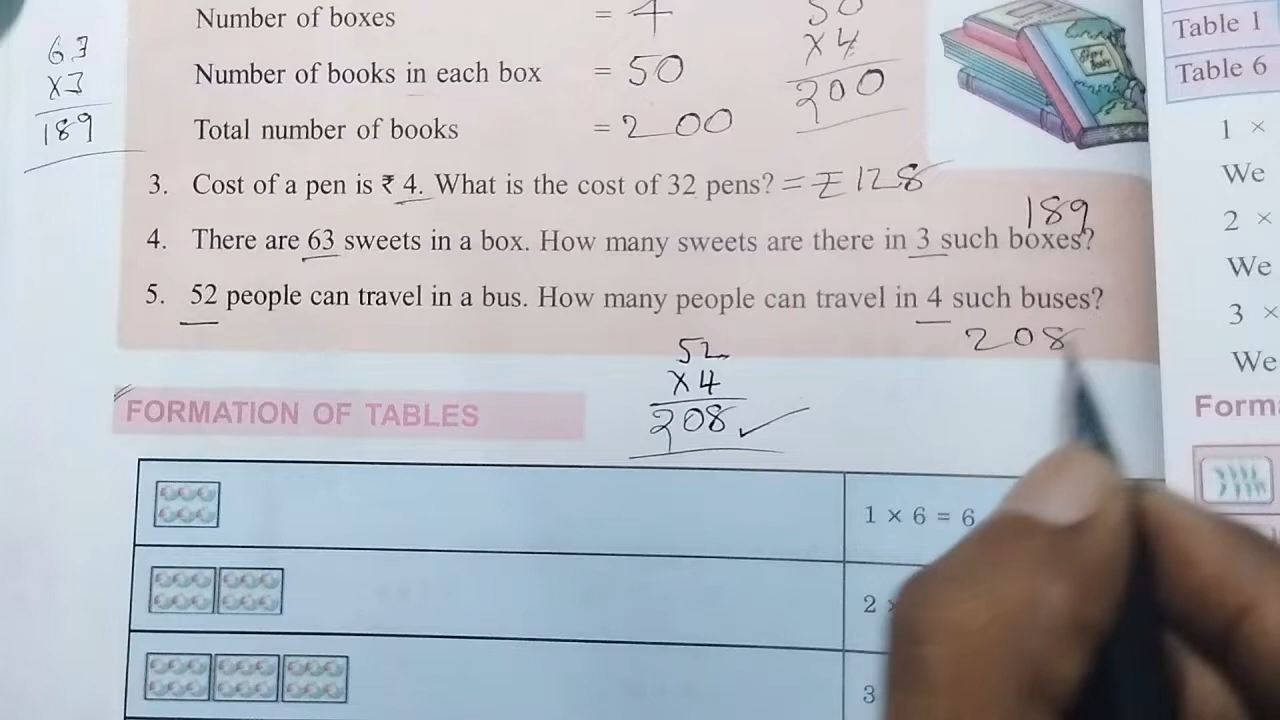 Number of boxes = 4
50
× 4
200
63
×3
189
Number of books in each box = 50
Total number of books = 200
3. Cost of a pen is ₹ 4. What is the cost of 32 pens? = ₹128
189
4. There are 63 sweets in a box. How many sweets are there in 3 such boxes?
5. 52 people can travel in a bus. How many people can travel in 4 such buses?
208
52
×4
208
FORMATION OF TABLES
1 × 6 = 6
2
3
Story
Book
Table 1
Table 6
1 ×
We
2 ×
We
3 ×
We